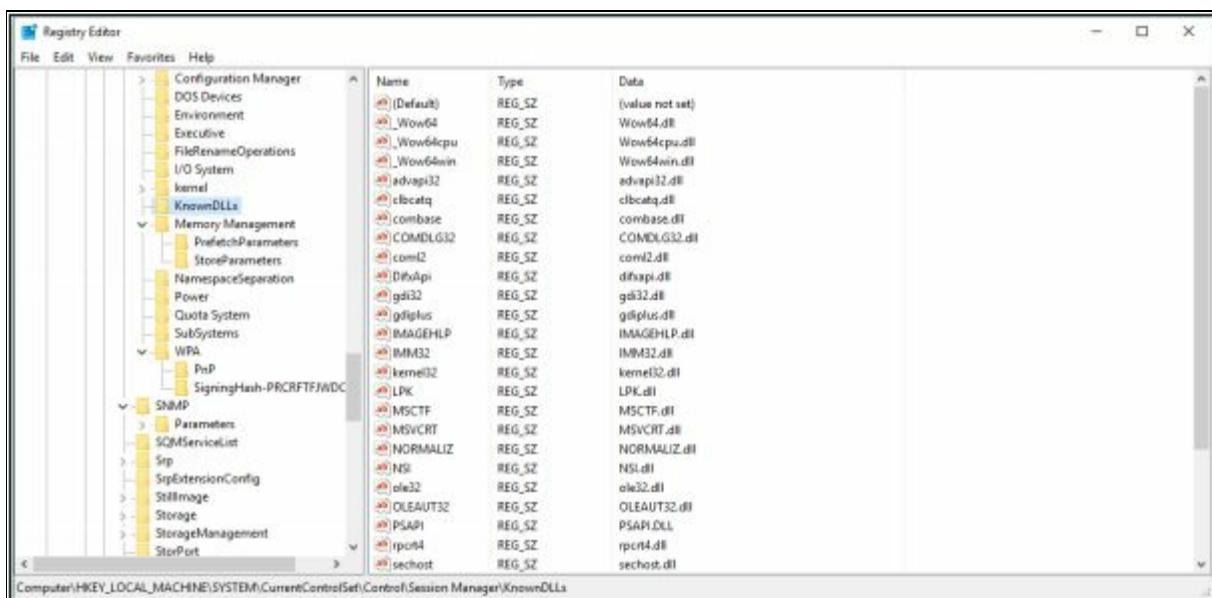 Registry Editor
File Edit View Favorites Help
Configuration Manager
DOS Devices
Environment
Executive
FileRenameOperations
I/O System
kernel
KnownDLLs
Memory Management
PrefetchParameters
StoreParameters
NamespaceSeparation
Power
Quota System
SubSystems
WPA
PnP
SigningHash-PRCRFTFJWDC
SNMP
Parameters
SQMServiceList
Srp
SrpExtensionConfig
StillImage
Storage
StorageManagement
StorPort
Name Type Data
(Default) REG_SZ (value not set)
_Wow64 REG_SZ Wow64.dll
_Wow64cpu REG_SZ Wow64cpu.dll
_Wow64win REG_SZ Wow64win.dll
advapi32 REG_SZ advapi32.dll
clbcatq REG_SZ clbcatq.dll
combase REG_SZ combase.dll
COMDLG32 REG_SZ COMDLG32.dll
coml2 REG_SZ coml2.dll
DifxApi REG_SZ difxapi.dll
gdi32 REG_SZ gdi32.dll
gdiplus REG_SZ gdiplus.dll
IMAGEHLP REG_SZ IMAGEHLP.dll
IMM32 REG_SZ IMM32.dll
kernel32 REG_SZ kernel32.dll
LPK REG_SZ LPK.dll
MSCTF REG_SZ MSCTF.dll
MSVCRT REG_SZ MSVCRT.dll
NORMALIZ REG_SZ NORMALIZ.dll
NSI REG_SZ NSI.dll
ole32 REG_SZ ole32.dll
OLEAUT32 REG_SZ OLEAUT32.dll
PSAPI REG_SZ PSAPI.DLL
rpcrt4 REG_SZ rpcrt4.dll
sechost REG_SZ sechost.dll
Computer\HKEY_LOCAL_MACHINE\SYSTEM\CurrentControlSet\Control\Session Manager\KnownDLLs